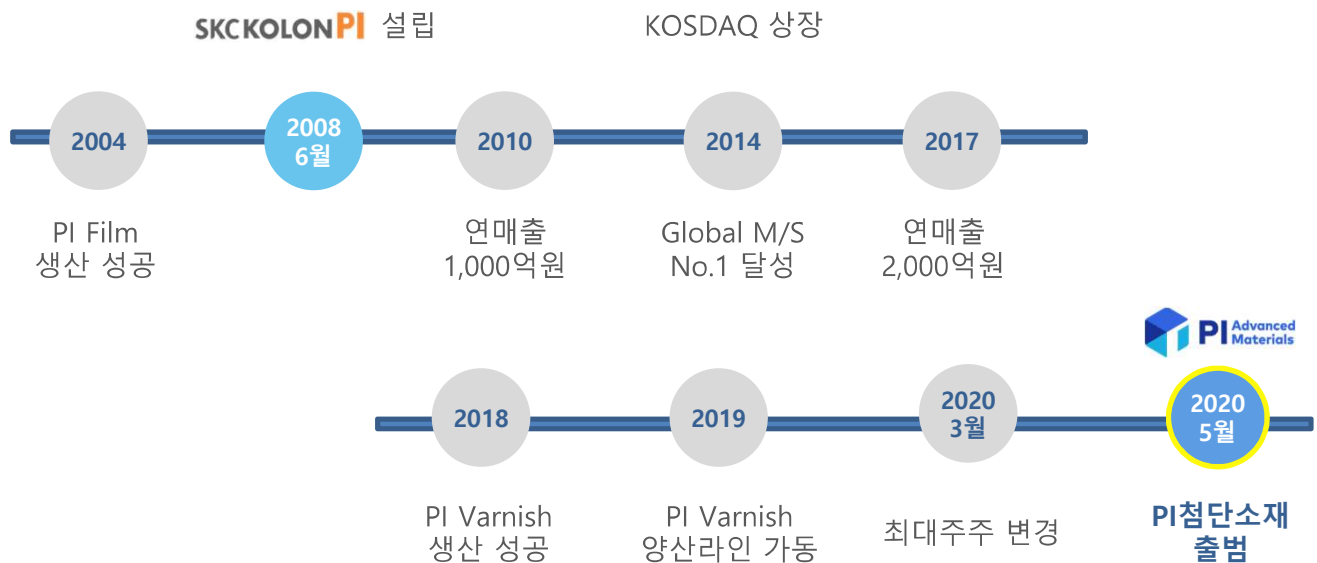 SKCKOLONPI 설립
KOSDAQ 상장
2004
2008
6월
2010
2014
2017
PI Film
생산 성공
연매출
1,000억원
Global M/S
No.1 달성
연매출
2,000억원
PI Advanced
Materials
2018
2019
2020
3월
2020
5월
PI Varnish
생산 성공
PI Varnish
양산라인 가동
최대주주 변경
PI첨단소재
출범